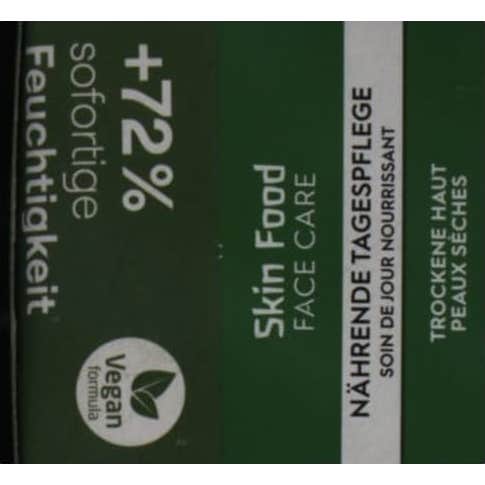 +72%
sofortige
Feuchtigkeit
Vegan
formula
Skin Food
FACE CARE
NÄHRENDE TAGESPFLEGE
SOIN DE JOUR NOURRISSANT
TROCKENE HAUT
PEAUX SÈCHES